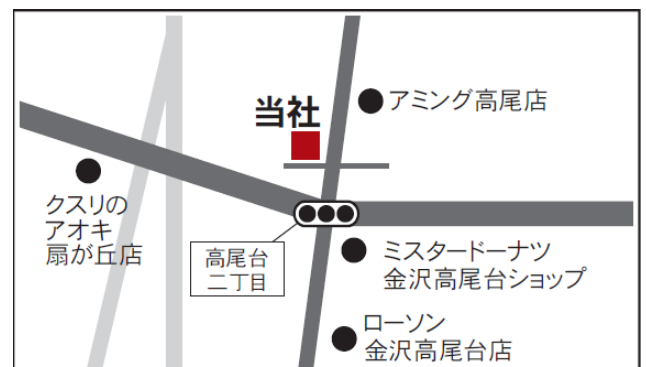 当社
アミング高尾店
クスリの
アオキ
扇が丘店
高尾台
二丁目
ミスタードーナツ
金沢高尾台ショップ
ローソン
金沢高尾台店